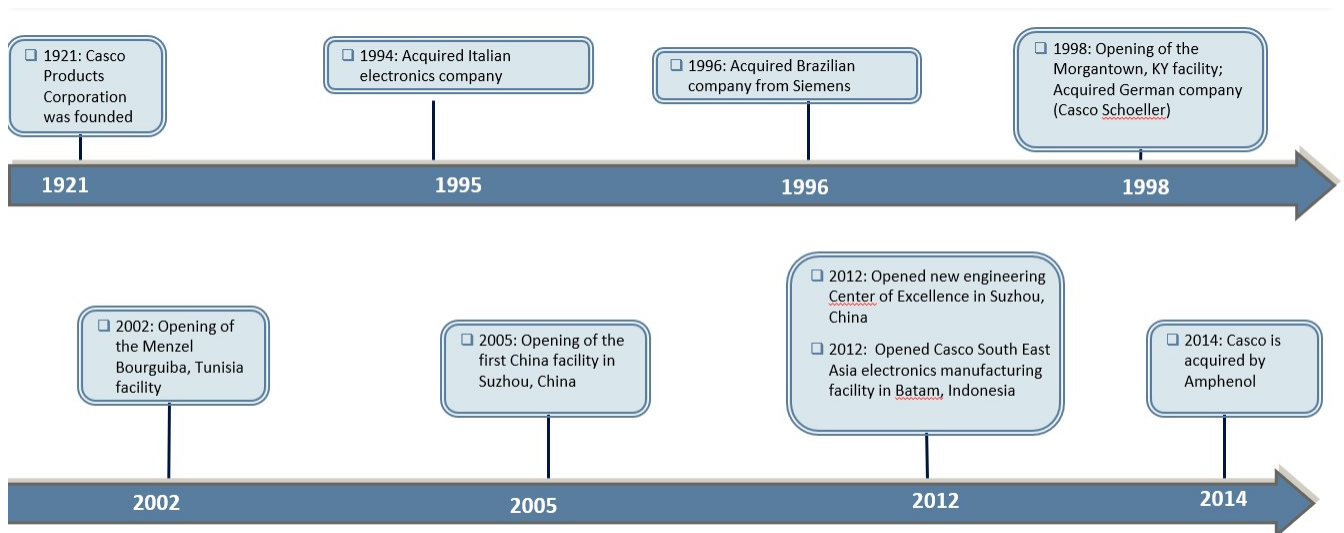 ❑ 1921: Casco
Products
Corporation
was founded
❑ 1994: Acquired Italian
electronics company
❑ 1996: Acquired Brazilian
company from Siemens
❑ 1998: Opening of the
Morgantown, KY facility;
Acquired German company
(Casco Schoeller)
1921
1995
1996
1998
❑ 2002: Opening of
the Menzel
Bourguiba, Tunisia
facility
❑ 2005: Opening of the
first China facility in
Suzhou, China
❑ 2012: Opened new engineering
Center of Excellence in Suzhou,
China
❑ 2012:  Opened Casco South East
Asia electronics manufacturing
facility in Batam, Indonesia
❑ 2014: Casco is
acquired by
Amphenol
2002
2005
2012
2014